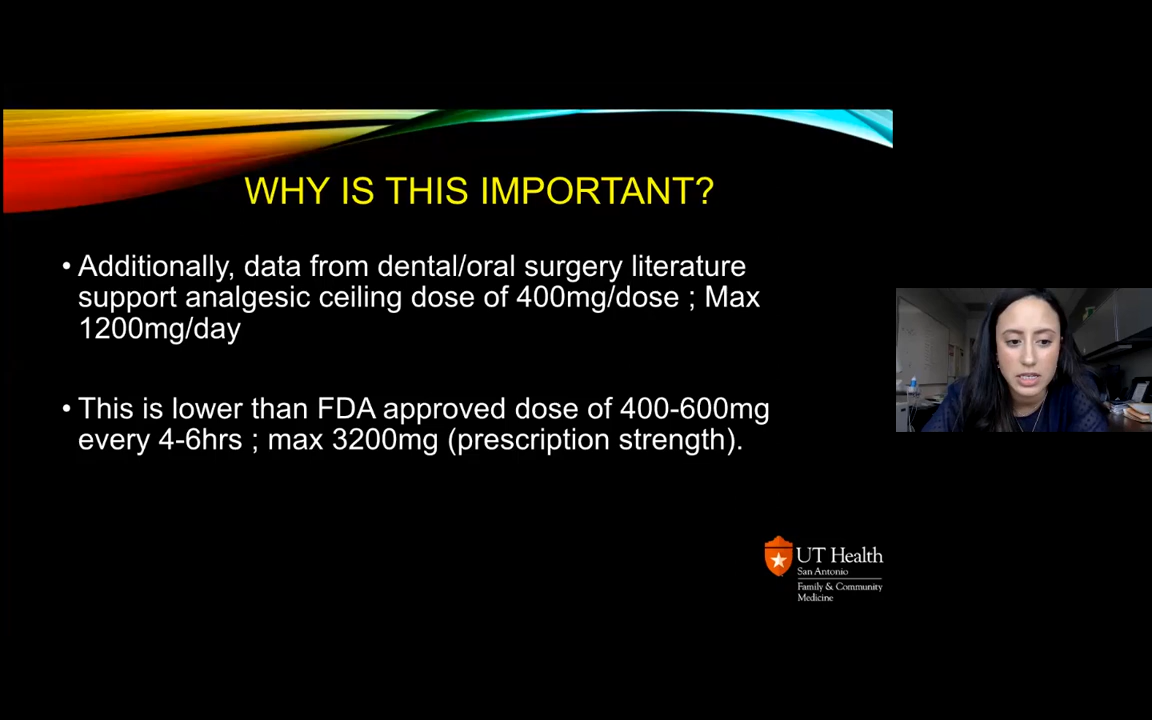 WHY IS THIS IMPORTANT?
• Additionally, data from dental/oral surgery literature
support analgesic ceiling dose of 400mg/dose ; Max
1200mg/day
• This is lower than FDA approved dose of 400-600mg
every 4-6hrs ; max 3200mg (prescription strength).
UT Health
San Antonio
Family & Community
Medicine